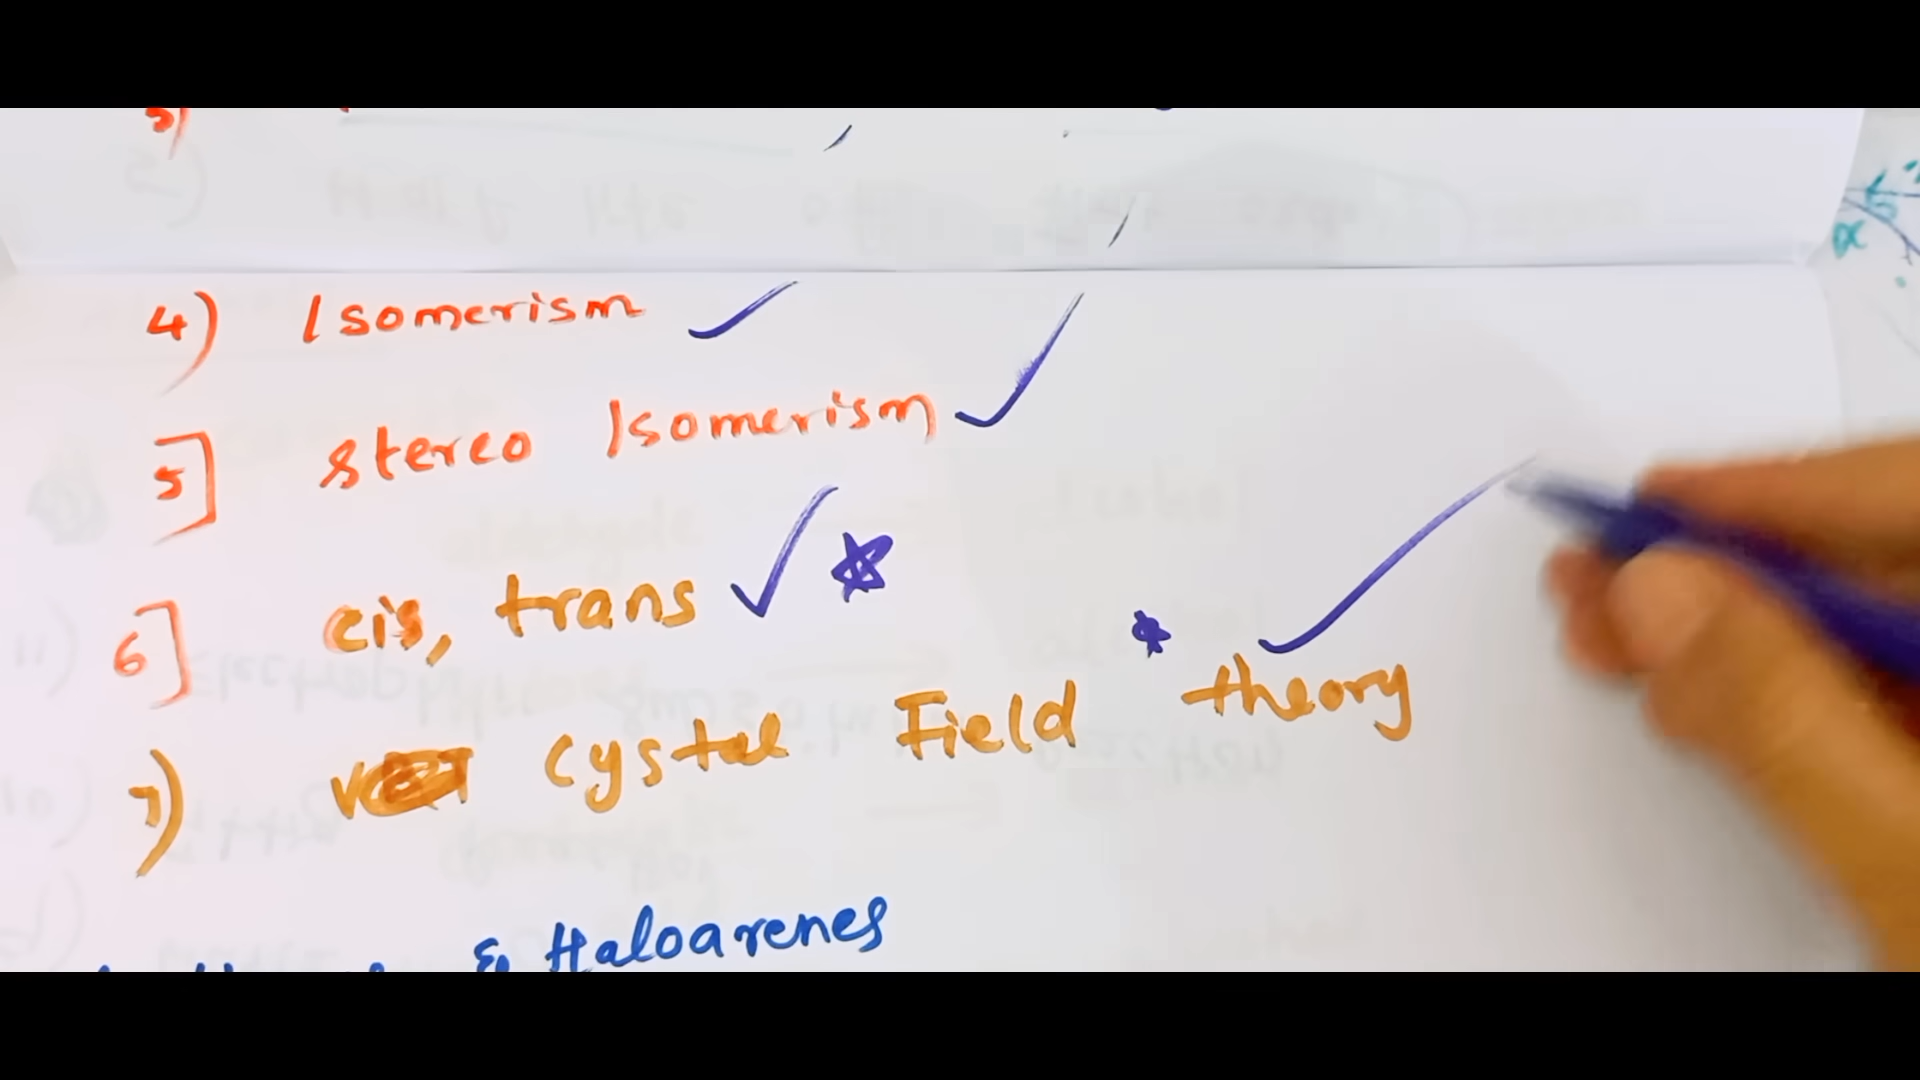 4) Isomerism
5] stereo Isomerism
6] cis, trans
7) Cystal Field theory
& Haloarenes